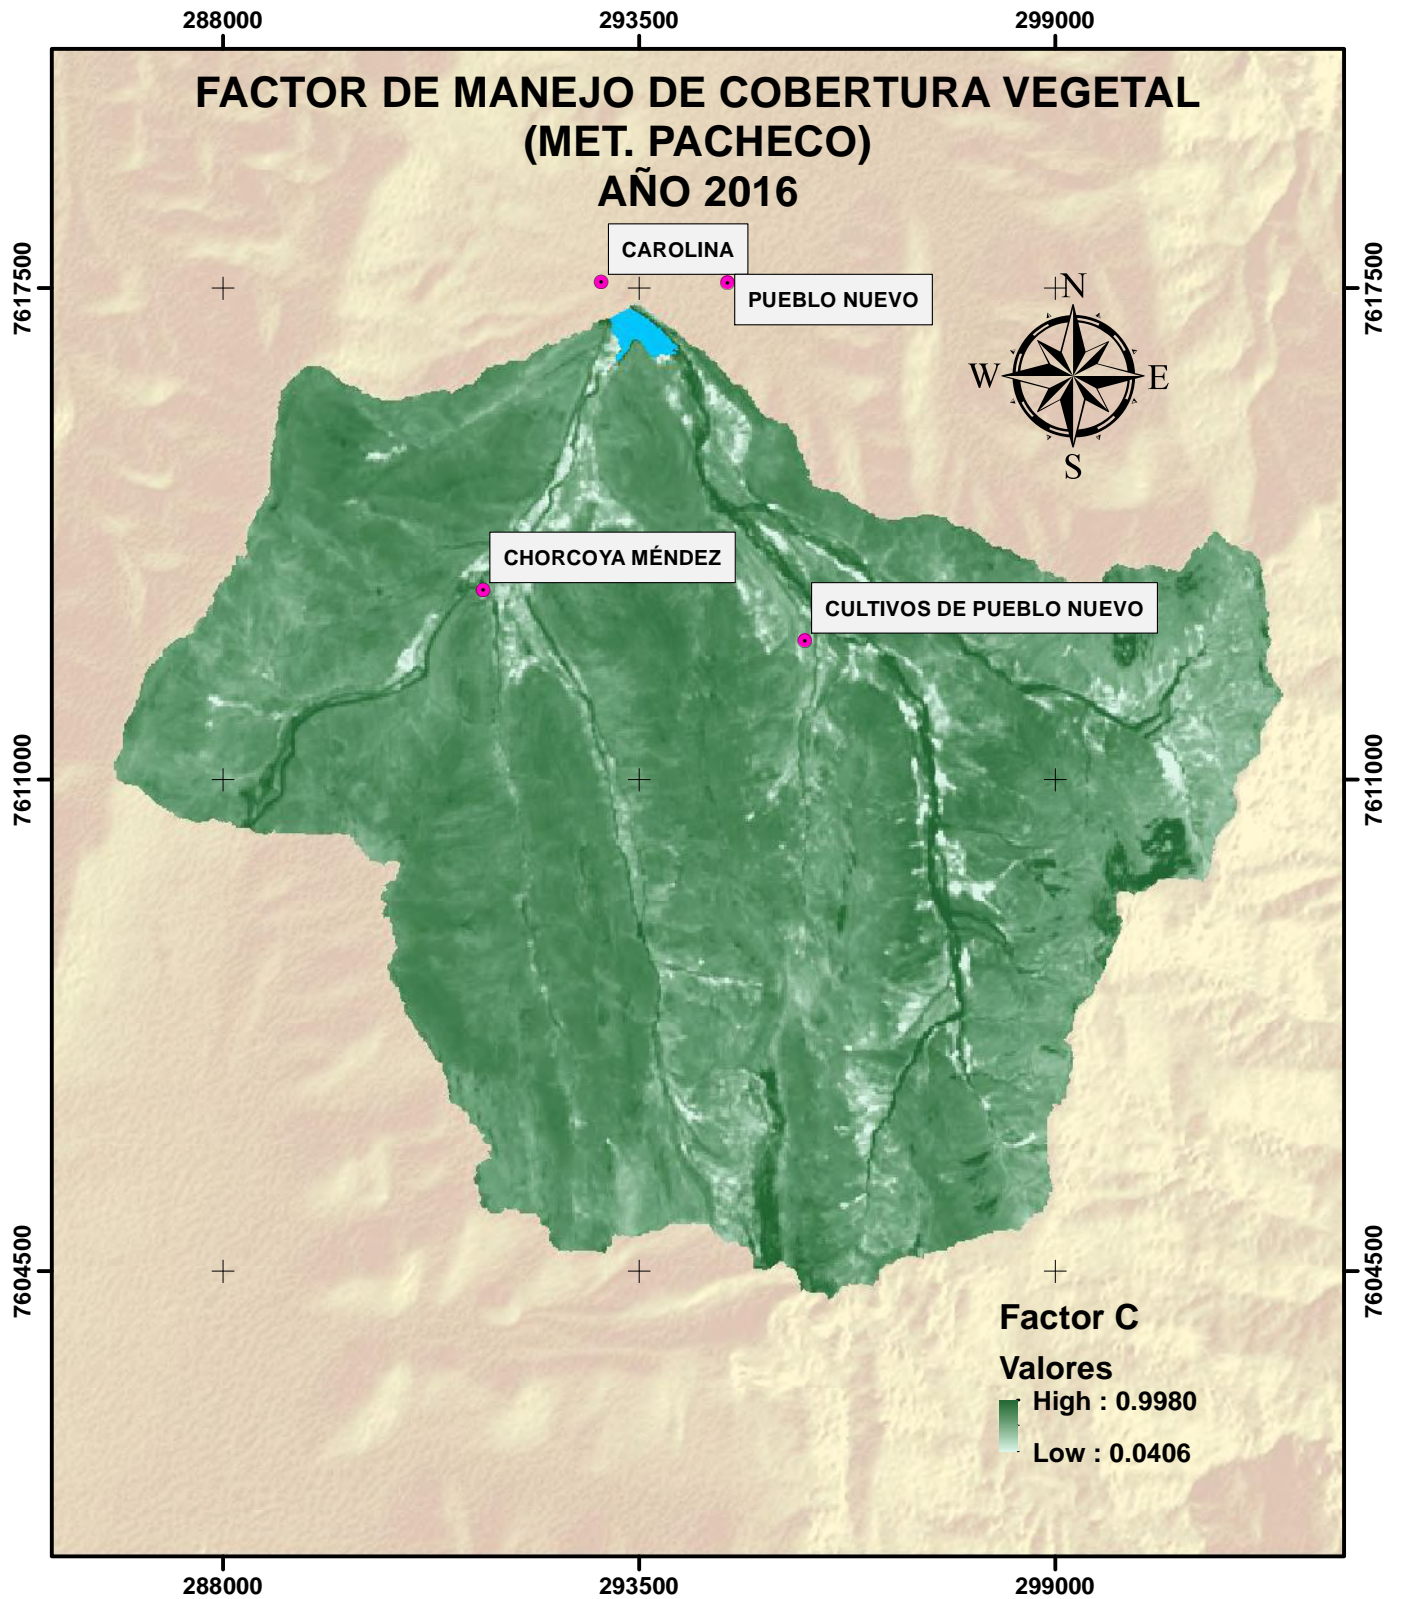 288000 293500 299000
FACTOR DE MANEJO DE COBERTURA VEGETAL
(MET. PACHECO)
AÑO 2016
CAROLINA
PUEBLO NUEVO
7617500 7617500
N
W E
S
CHORCOYA MÉNDEZ
CULTIVOS DE PUEBLO NUEVO
7611000 7611000
7604500 7604500
Factor C
Valores
High : 0.9980
Low : 0.0406
288000 293500 299000